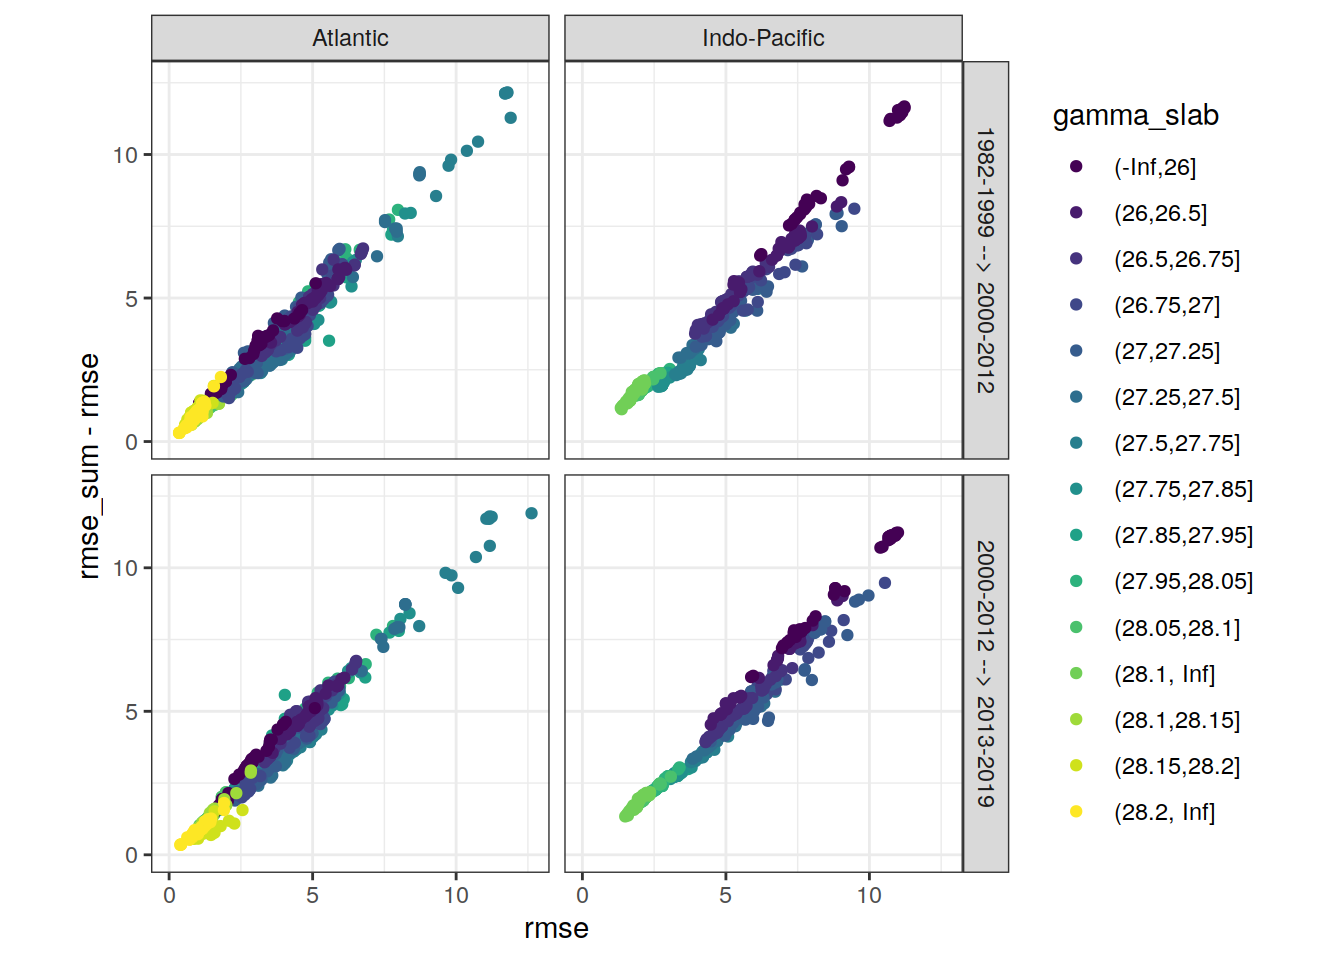 Atlantic
Indo-Pacific
10
5
0
1982-1999 --> 2000-2012
10
5
0
2000-2012 --> 2013-2019
0
5
10
0
5
10
rmse
rmse_sum - rmse
gamma_slab
(-Inf,26]
(26,26.5]
(26.5,26.75]
(26.75,27]
(27,27.25]
(27.25,27.5]
(27.5,27.75]
(27.75,27.85]
(27.85,27.95]
(27.95,28.05]
(28.05,28.1]
(28.1, Inf]
(28.1,28.15]
(28.15,28.2]
(28.2, Inf]